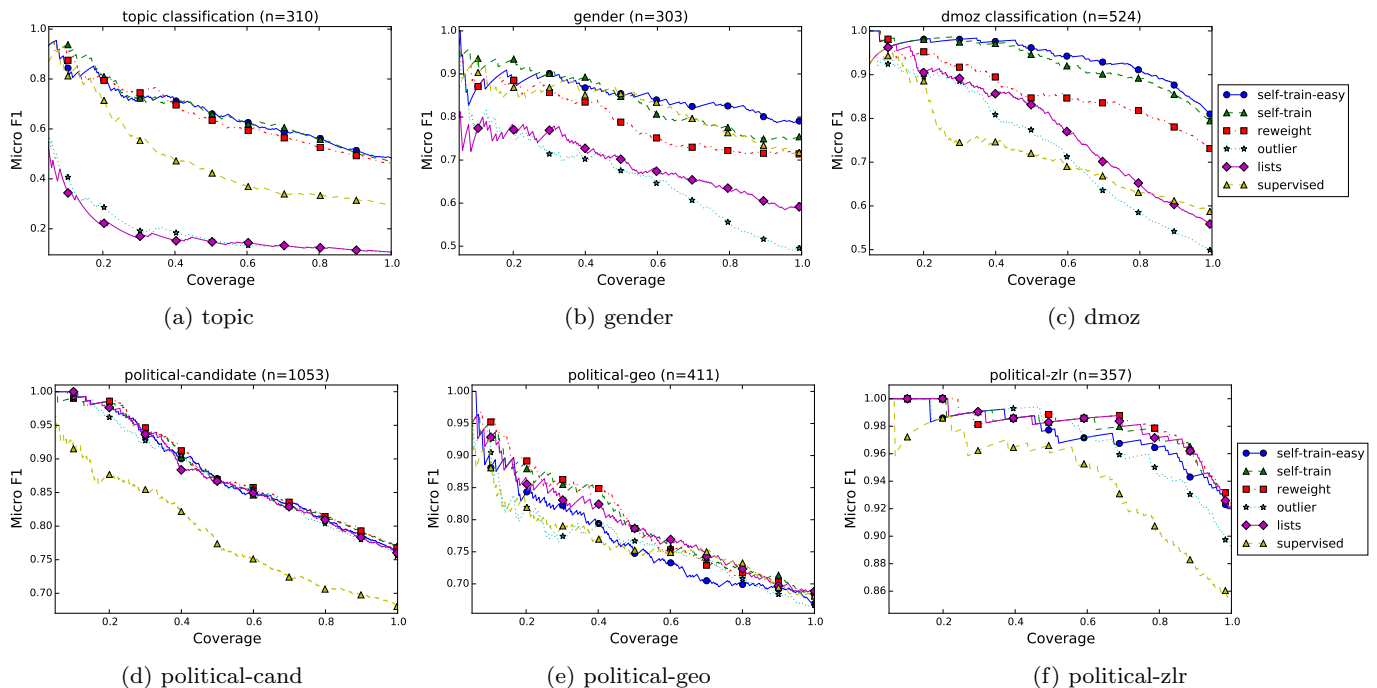 topic classification (n=310)
1.0
0.8
0.6
0.4
0.2
Micro F1
0.2 0.4 0.6 0.8 1.0
Coverage
(a) topic
gender (n=303)
1.0
0.9
0.8
0.7
0.6
0.5
Micro F1
0.2 0.4 0.6 0.8 1.0
Coverage
(b) gender
dmoz classification (n=524)
1.0
0.9
0.8
0.7
0.6
0.5
Micro F1
0.2 0.4 0.6 0.8 1.0
Coverage
(c) dmoz
self-train-easy
self-train
reweight
outlier
lists
supervised
political-candidate (n=1053)
1.00
0.95
0.90
0.85
0.80
0.75
0.70
Micro F1
0.2 0.4 0.6 0.8 1.0
Coverage
(d) political-cand
political-geo (n=411)
1.00
0.95
0.90
0.85
0.80
0.75
0.70
Micro F1
0.2 0.4 0.6 0.8 1.0
Coverage
(e) political-geo
political-zlr (n=357)
1.00
0.98
0.96
0.94
0.92
0.90
0.88
0.86
Micro F1
0.2 0.4 0.6 0.8 1.0
Coverage
(f) political-zlr
self-train-easy
self-train
reweight
outlier
lists
supervised